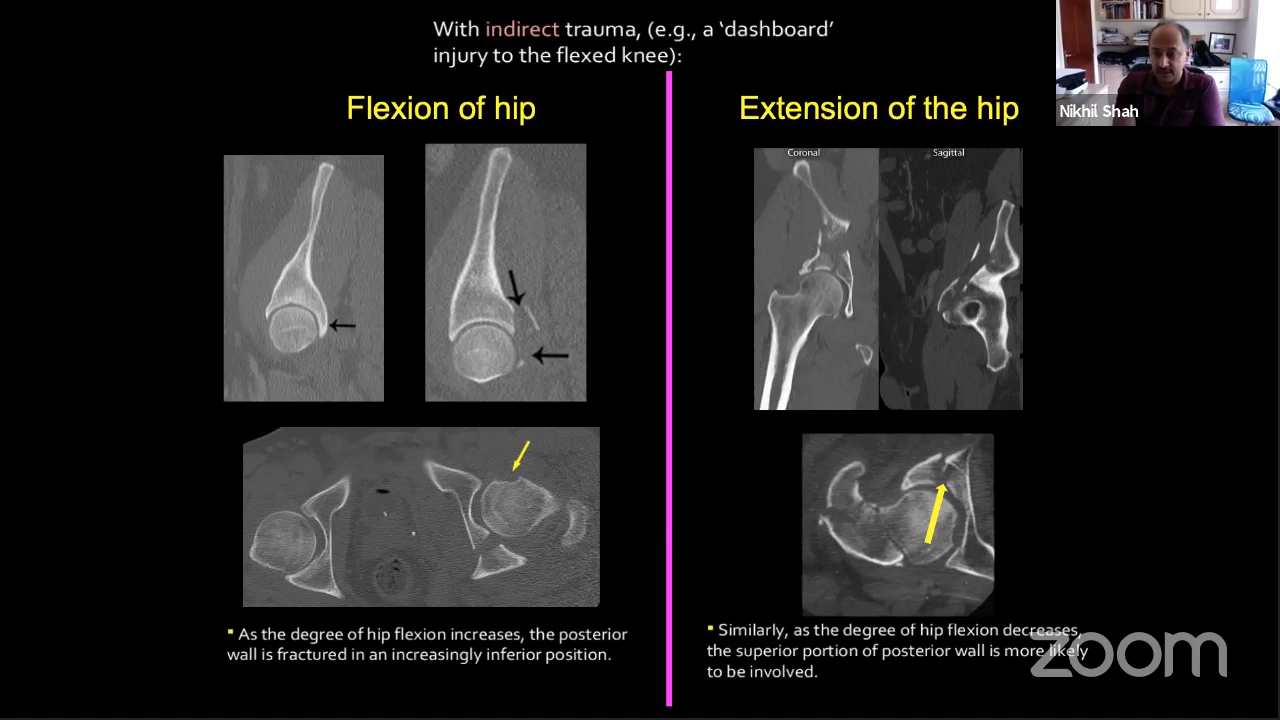 With indirect trauma, (e.g., a ‘dashboard’
injury to the flexed knee):
Flexion of hip
Extension of the hip
Nikhil Shah
Coronal
Sagittal
▪ As the degree of hip flexion increases, the posterior
wall is fractured in an increasingly inferior position.
▪ Similarly, as the degree of hip flexion decreases,
the superior portion of posterior wall is more likely
to be involved.
zoom